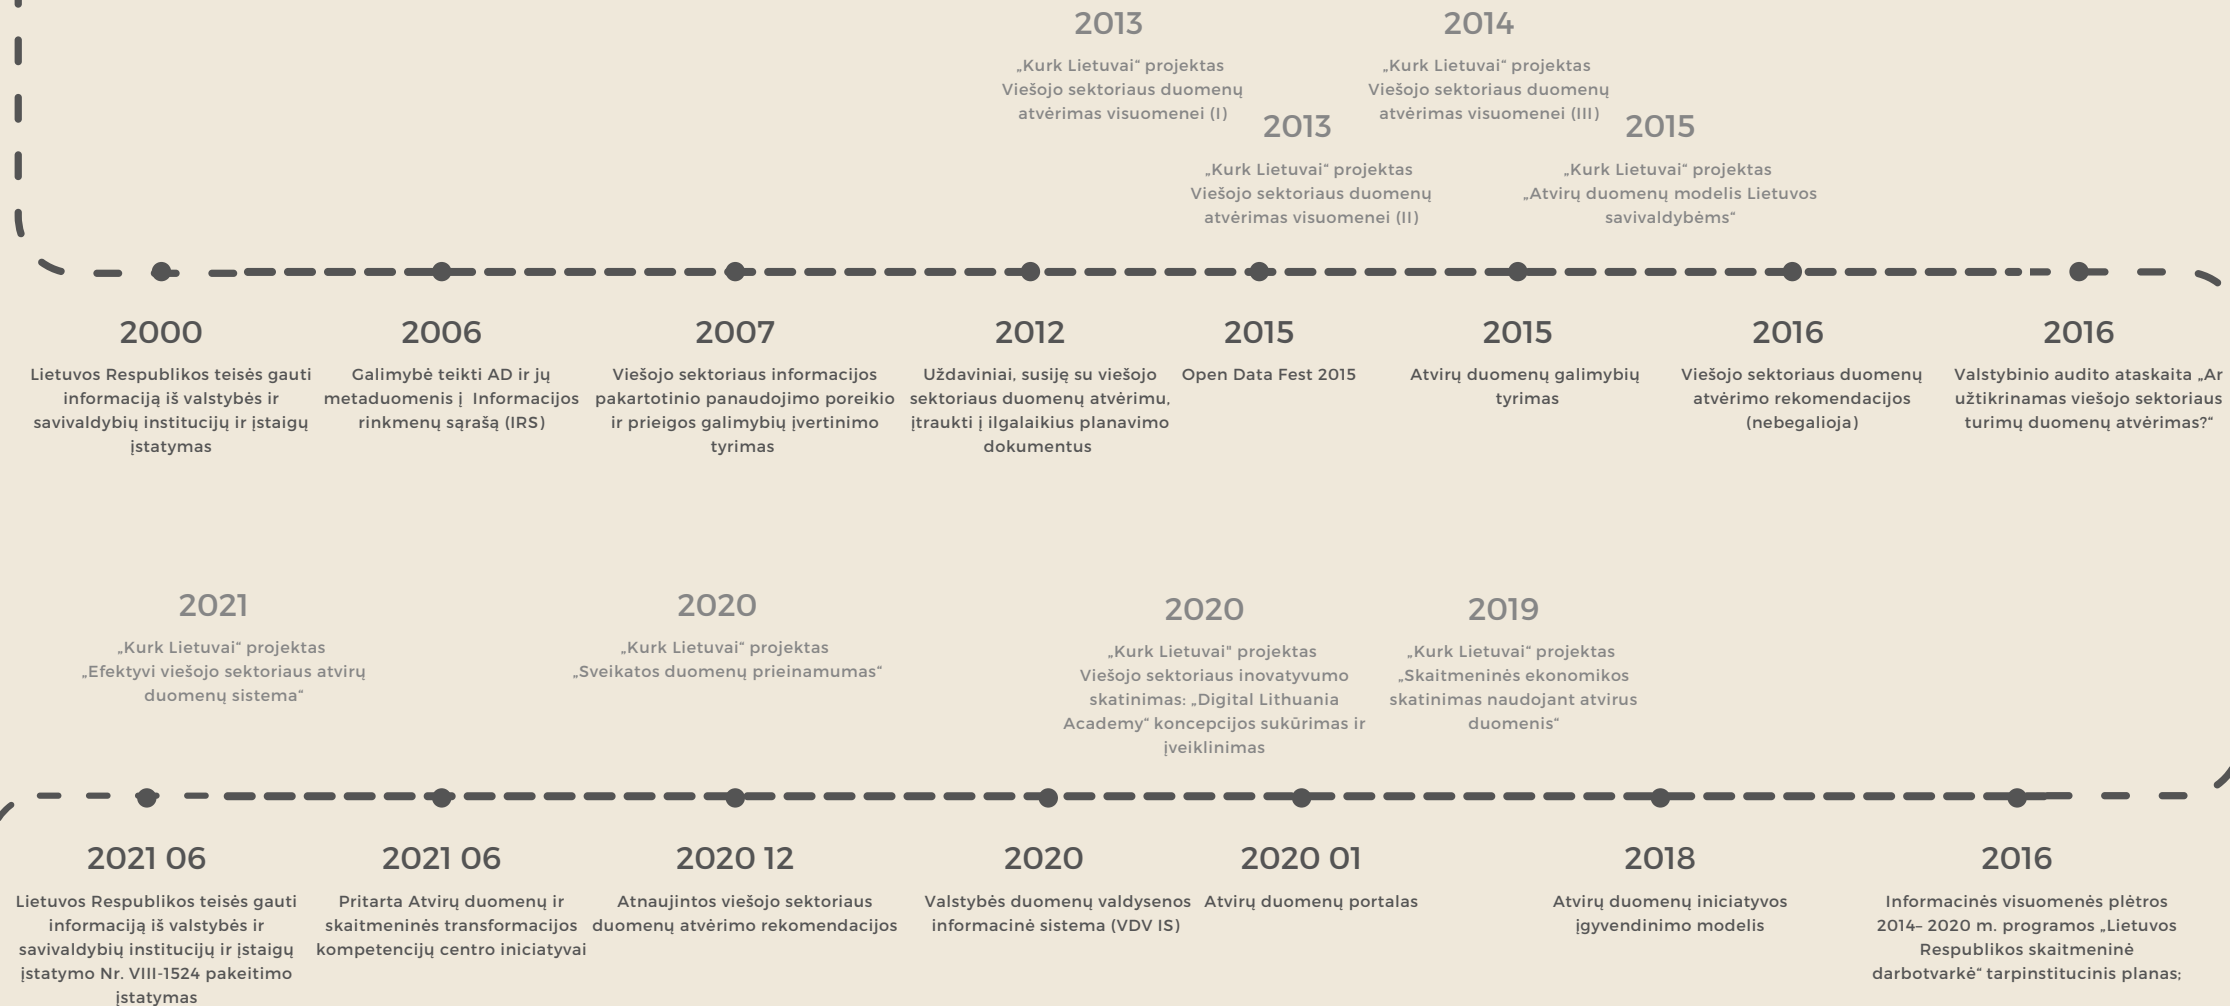 2013
„Kurk Lietuvai“ projektas
Viešojo sektoriaus duomenų
atvėrimas visuomenei (I)
2013
„Kurk Lietuvai“ projektas
Viešojo sektoriaus duomenų
atvėrimas visuomenei (II)
2014
„Kurk Lietuvai“ projektas
Viešojo sektoriaus duomenų
atvėrimas visuomenei (III)
2015
„Kurk Lietuvai“ projektas
„Atvirų duomenų modelis Lietuvos
savivaldybėms“
2000
Lietuvos Respublikos teisės gauti
informaciją iš valstybės ir
savivaldybių institucijų ir įstaigų
įstatymas
2006
Galimybė teikti AD ir jų
metaduomenis į Informacijos
rinkmenų sąrašą (IRS)
2007
Viešojo sektoriaus informacijos
pakartotinio panaudojimo poreikio
ir prieigos galimybių įvertinimo
tyrimas
2012
Uždaviniai, susiję su viešojo
sektoriaus duomenų atvėrimu,
įtraukti į ilgalaikius planavimo
dokumentus
2015
Open Data Fest 2015
2015
Atvirų duomenų galimybių
tyrimas
2016
Viešojo sektoriaus duomenų
atvėrimo rekomendacijos
(nebegalioja)
2016
Valstybinio audito ataskaita „Ar
užtikrinamas viešojo sektoriaus
turimų duomenų atvėrimas?“
2021
„Kurk Lietuvai“ projektas
„Efektyvi viešojo sektoriaus atvirų
duomenų sistema“
2020
„Kurk Lietuvai“ projektas
„Sveikatos duomenų prieinamumas“
2020
„Kurk Lietuvai" projektas
Viešojo sektoriaus inovatyvumo
skatinimas: „Digital Lithuania
Academy“ koncepcijos sukūrimas ir
įveiklinimas
2019
„Kurk Lietuvai“ projektas
„Skaitmeninės ekonomikos
skatinimas naudojant atvirus
duomenis“
2021 06
Lietuvos Respublikos teisės gauti
informaciją iš valstybės ir
savivaldybių institucijų ir įstaigų
įstatymo Nr. VIII-1524 pakeitimo
įstatymas
2021 06
Pritarta Atvirų duomenų ir
skaitmeninės transformacijos
kompetencijų centro iniciatyvai
2020 12
Atnaujintos viešojo sektoriaus
duomenų atvėrimo rekomendacijos
2020
Valstybės duomenų valdysenos
informacinė sistema (VDV IS)
2020 01
Atvirų duomenų portalas
2018
Atvirų duomenų iniciatyvos
įgyvendinimo modelis
2016
Informacinės visuomenės plėtros
2014– 2020 m. programos „Lietuvos
Respublikos skaitmeninė
darbotvarkė“ tarpinstitucinis planas;